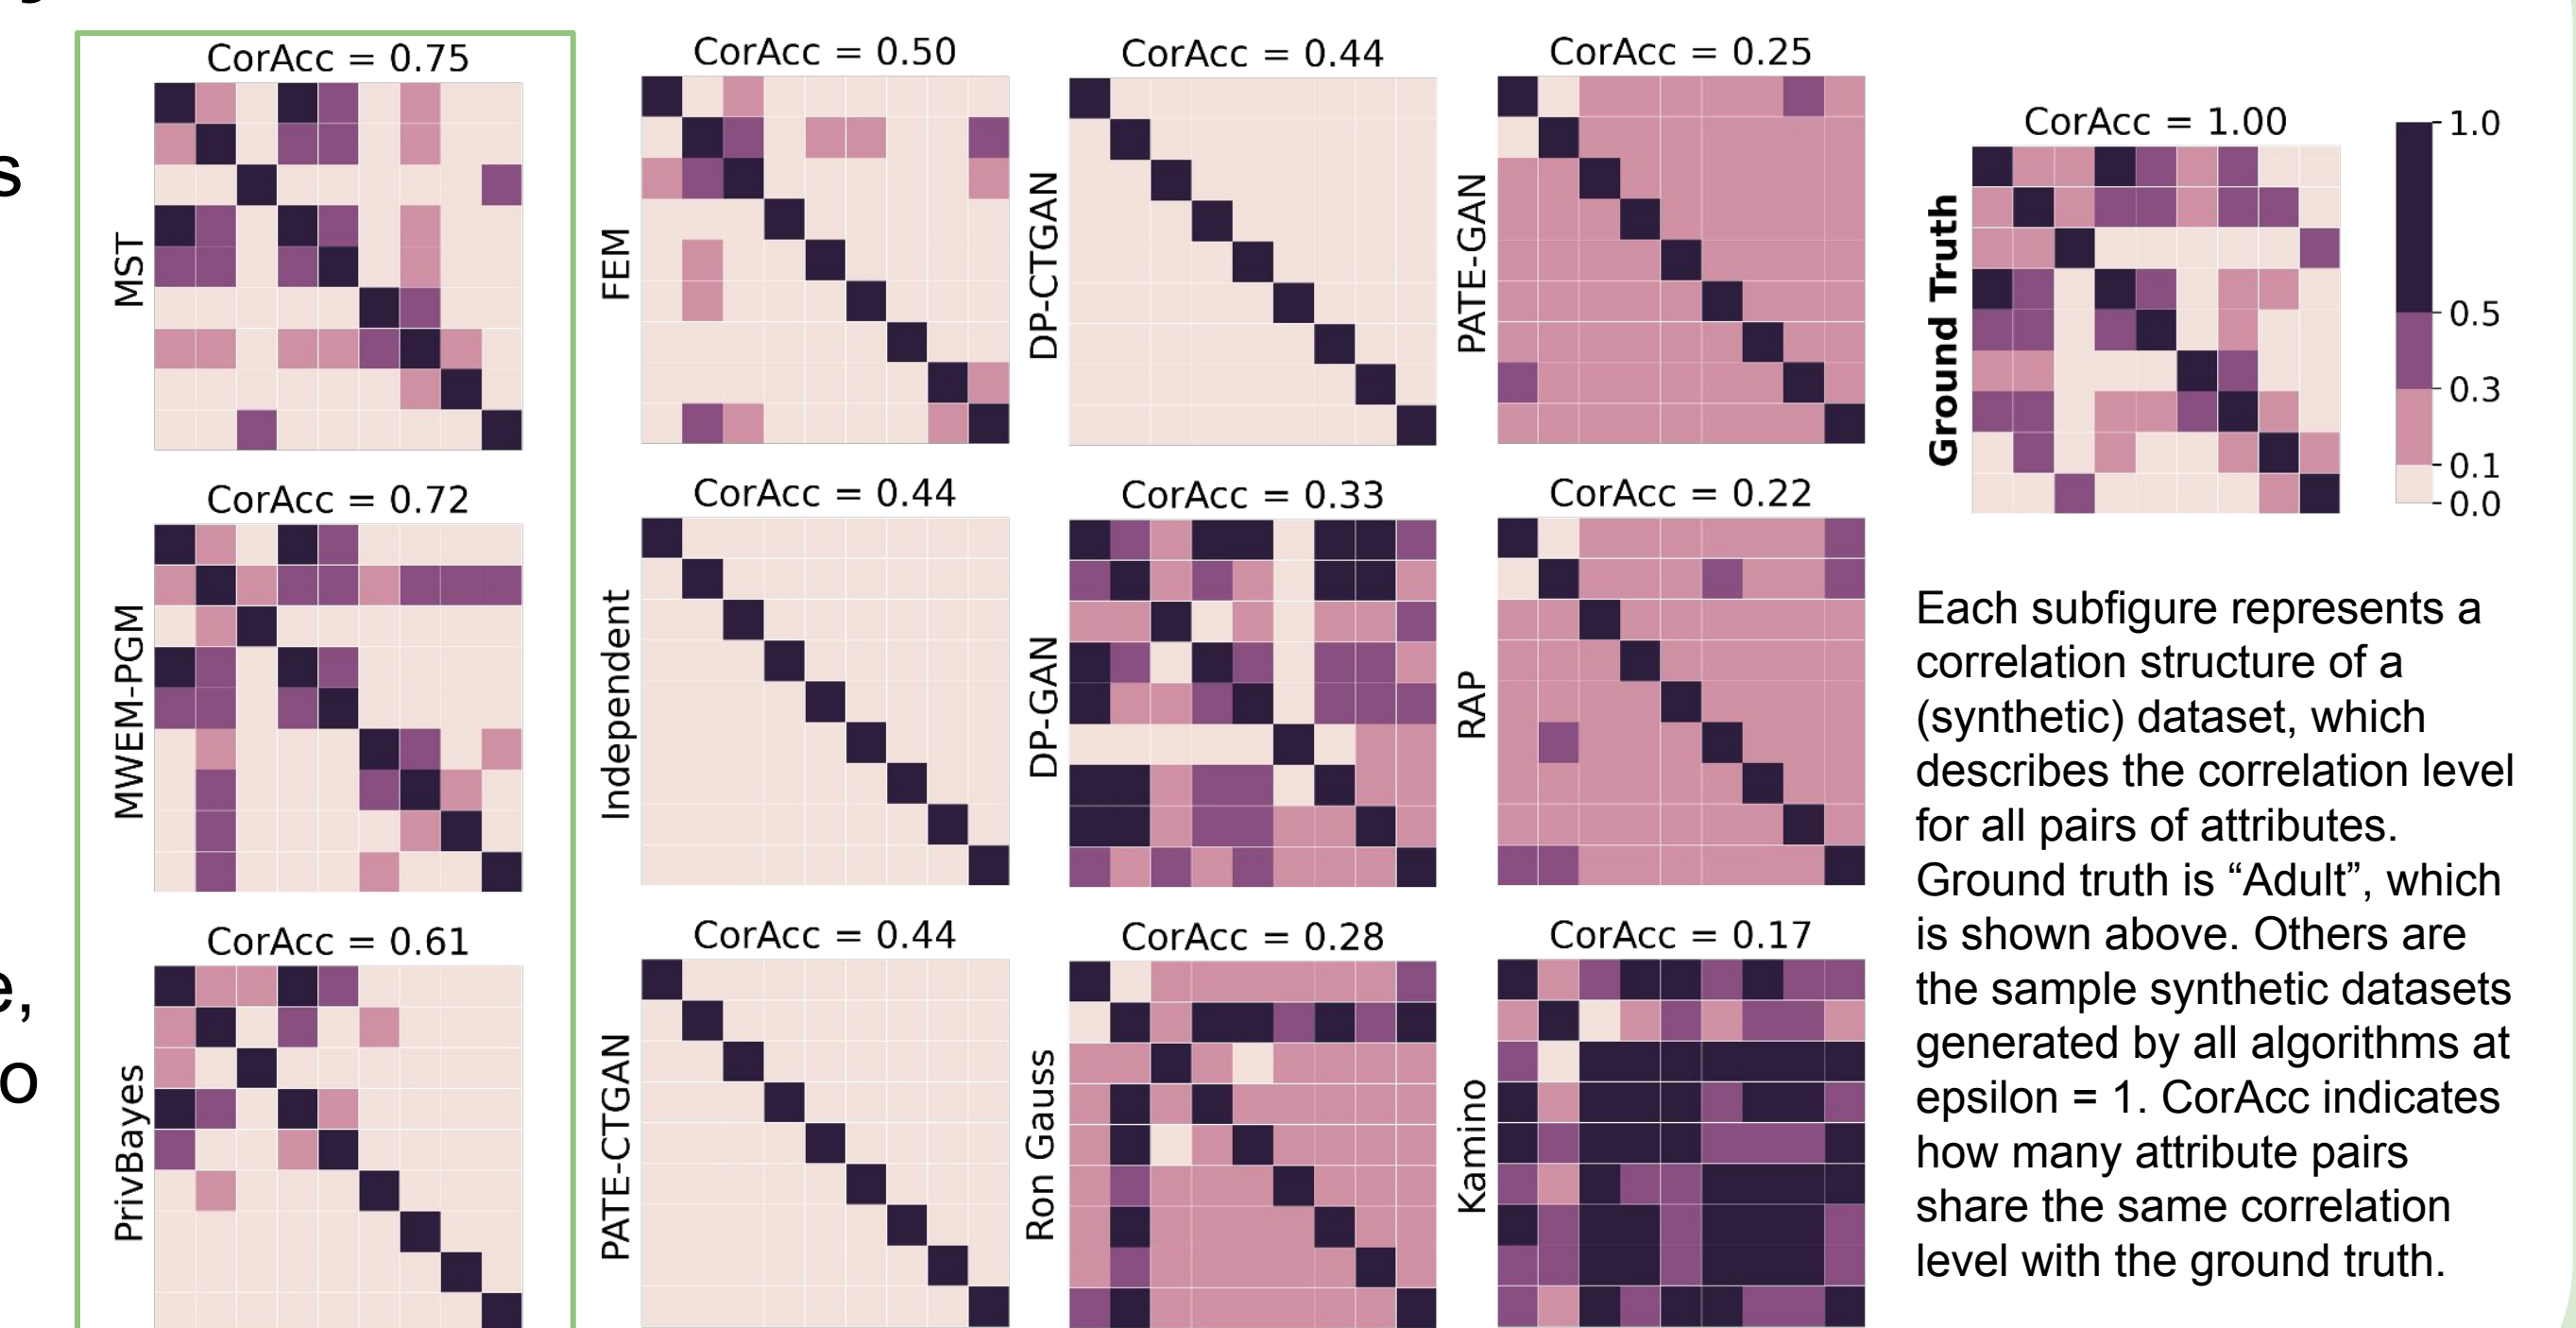 s
e,
o
CorAcc = 0.75
MST
CorAcc = 0.72
MWEM-PGM
CorAcc = 0.61
PrivBayes
CorAcc = 0.50
FEM
CorAcc = 0.44
Independent
CorAcc = 0.44
PATE-CTGAN
CorAcc = 0.44
DP-CTGAN
CorAcc = 0.33
DP-GAN
CorAcc = 0.28
Ron Gauss
CorAcc = 0.25
PATE-GAN
CorAcc = 0.22
RAP
CorAcc = 0.17
Kamino
CorAcc = 1.00
Ground Truth
1.0
0.5
0.3
0.1
0.0
Each subfigure represents a
correlation structure of a
(synthetic) dataset, which
describes the correlation level
for all pairs of attributes.
Ground truth is “Adult”, which
is shown above. Others are
the sample synthetic datasets
generated by all algorithms at
epsilon = 1. CorAcc indicates
how many attribute pairs
share the same correlation
level with the ground truth.